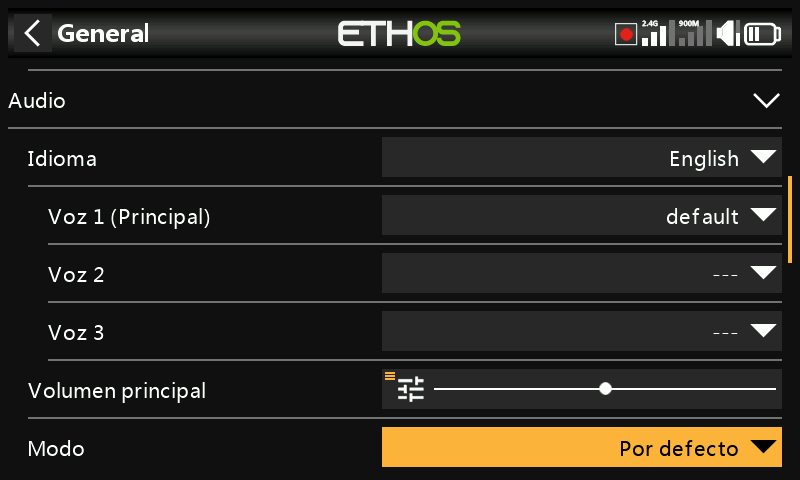 General
ETHOS
2.4G
900M
Audio
Idioma
English
Voz 1 (Principal)
default
Voz 2
---
Voz 3
---
Volumen principal
Modo
Por defecto